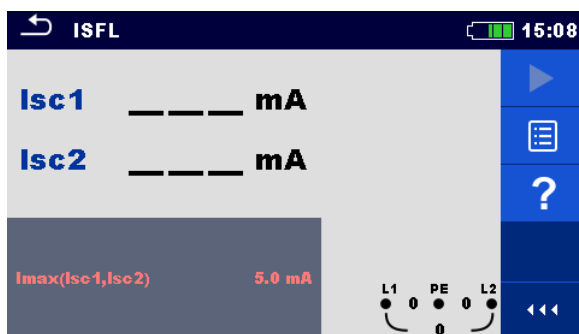 ISFL 15:08
Isc1 ___ mA
Isc2 ___ mA
?
Imax(Isc1,Isc2) 5.0 mA
L1 PE L2
0 0
0